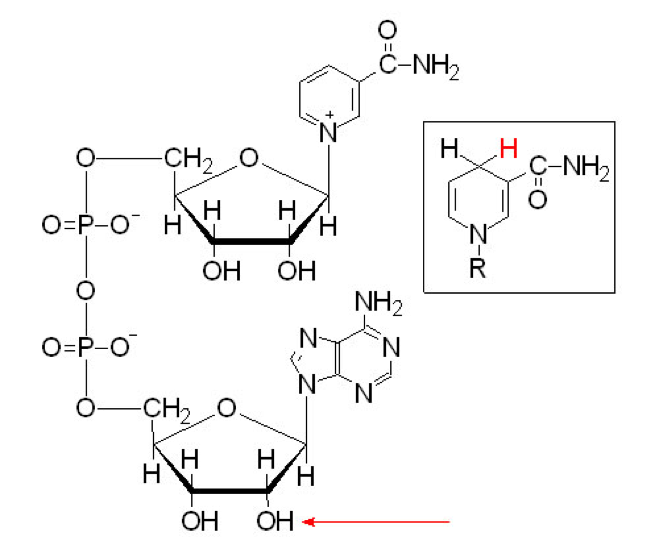 O
C–NH2
N+
O CH2 O
H H H H
O=P–O−
OH OH
O
O=P–O−
NH2
N N
N N
O CH2 O
H H H H
OH OH
H H
C–NH2
O
N
R